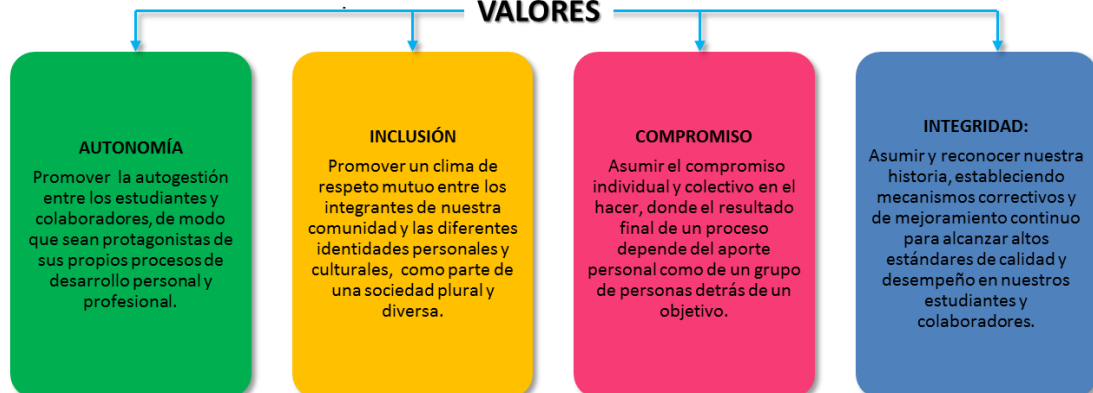 VALORES
AUTONOMÍA
Promover la autogestión
entre los estudiantes y
colaboradores, de modo
que sean protagonistas de
sus propios procesos de
desarrollo personal y
profesional.
INCLUSIÓN
Promover un clima de
respeto mutuo entre los
integrantes de nuestra
comunidad y las diferentes
identidades personales y
culturales, como parte de
una sociedad plural y
diversa.
COMPROMISO
Asumir el compromiso
individual y colectivo en el
hacer, donde el resultado
final de un proceso
depende del aporte
personal como de un grupo
de personas detrás de un
objetivo.
INTEGRIDAD:
Asumir y reconocer nuestra
historia, estableciendo
mecanismos correctivos y
de mejoramiento continuo
para alcanzar altos
estándares de calidad y
desempeño en nuestros
estudiantes y
colaboradores.